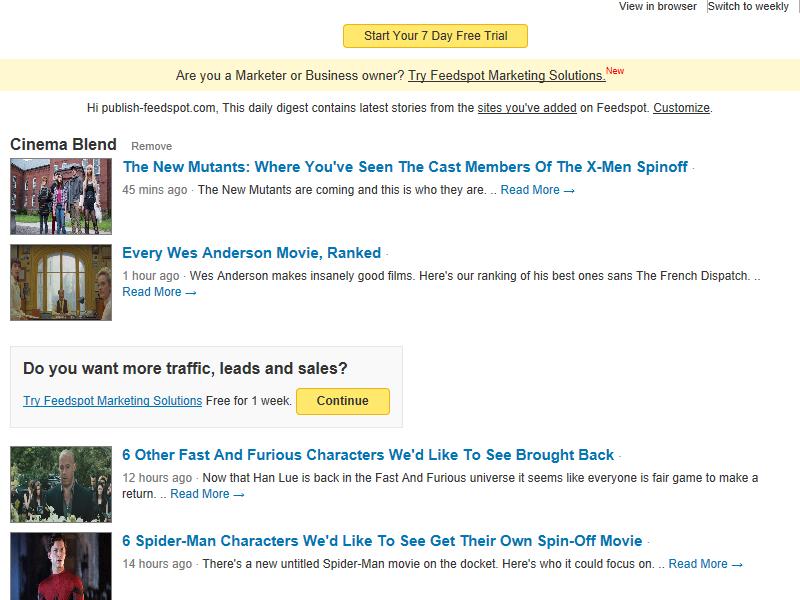 View in browser | Switch to weekly |
Start Your 7 Day Free Trial
Are you a Marketer or Business owner? Try Feedspot Marketing Solutions. New
Hi publish-feedspot.com, This daily digest contains latest stories from the sites you've added on Feedspot. Customize.
Cinema Blend Remove
The New Mutants: Where You've Seen The Cast Members Of The X-Men Spinoff ·
45 mins ago · The New Mutants are coming and this is who they are. .. Read More →
Every Wes Anderson Movie, Ranked ·
1 hour ago · Wes Anderson makes insanely good films. Here's our ranking of his best ones sans The French Dispatch. ..
Read More →
Do you want more traffic, leads and sales?
Try Feedspot Marketing Solutions Free for 1 week. Continue
6 Other Fast And Furious Characters We'd Like To See Brought Back ·
12 hours ago · Now that Han Lue is back in the Fast And Furious universe it seems like everyone is fair game to make a
return. .. Read More →
6 Spider-Man Characters We'd Like To See Get Their Own Spin-Off Movie ·
14 hours ago · There's a new untitled Spider-Man movie on the docket. Here's who it could focus on. .. Read More →